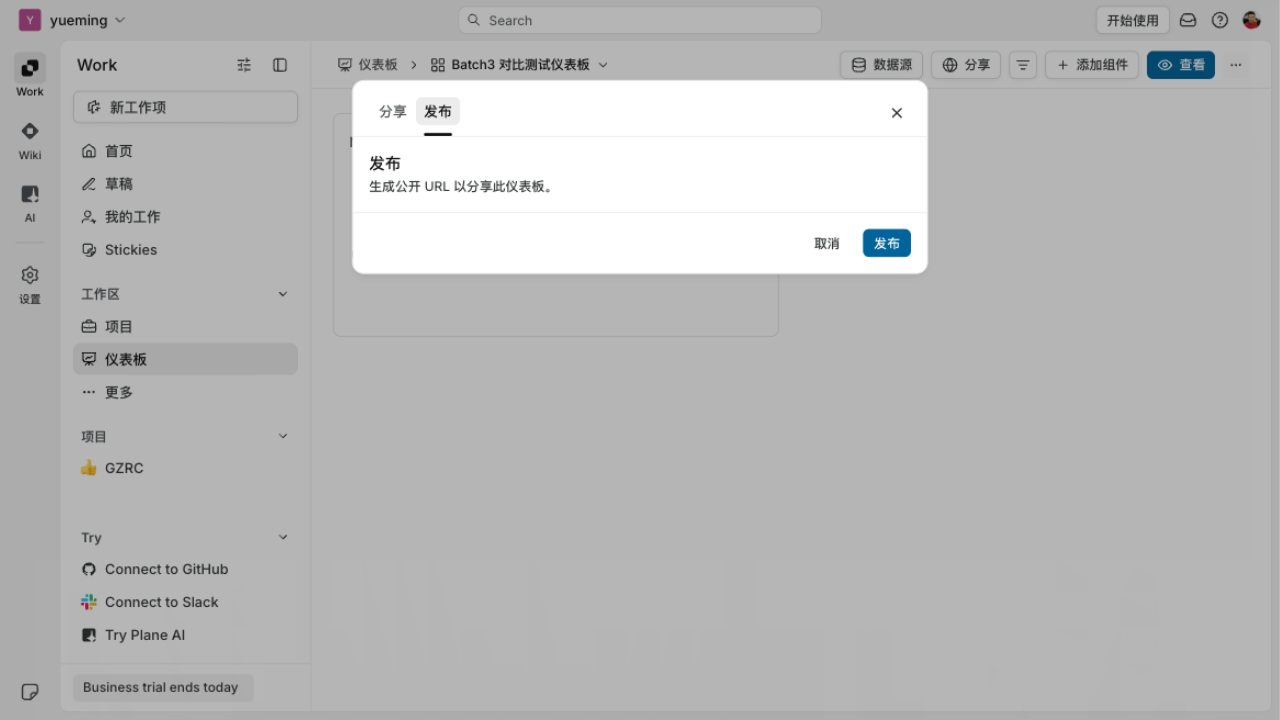 Y yueming
Search
开始使用
Work
Wiki
AI
设置
Work
新工作项
首页
草稿
我的工作
Stickies
工作区
项目
仪表板
更多
项目
GZRC
Try
Connect to GitHub
Connect to Slack
Try Plane AI
Business trial ends today
仪表板
Batch3 对比测试仪表板
数据源
分享
添加组件
查看
分享 发布
发布
生成公开 URL 以分享此仪表板。
取消
发布